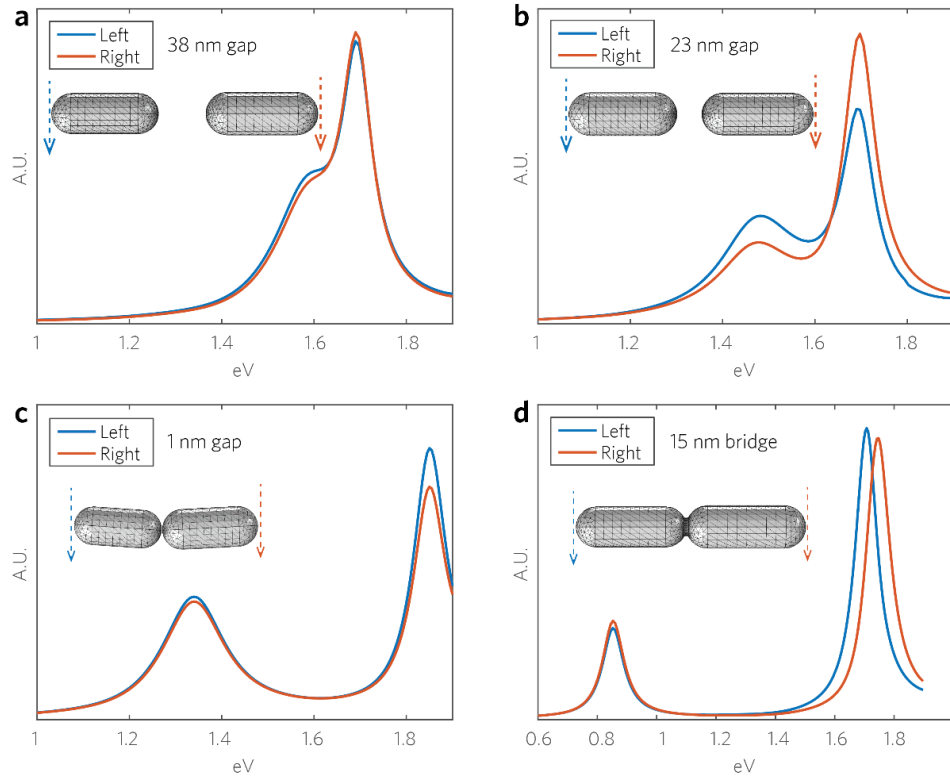 a
Left
Right
38 nm gap
A.U.
1 1.2 1.4 1.6 1.8
eV
b
Left
Right
23 nm gap
A.U.
1 1.2 1.4 1.6 1.8
eV
c
Left
Right
1 nm gap
A.U.
1 1.2 1.4 1.6 1.8
eV
d
Left
Right
15 nm bridge
A.U.
0.6 0.8 1 1.2 1.4 1.6 1.8 2
eV